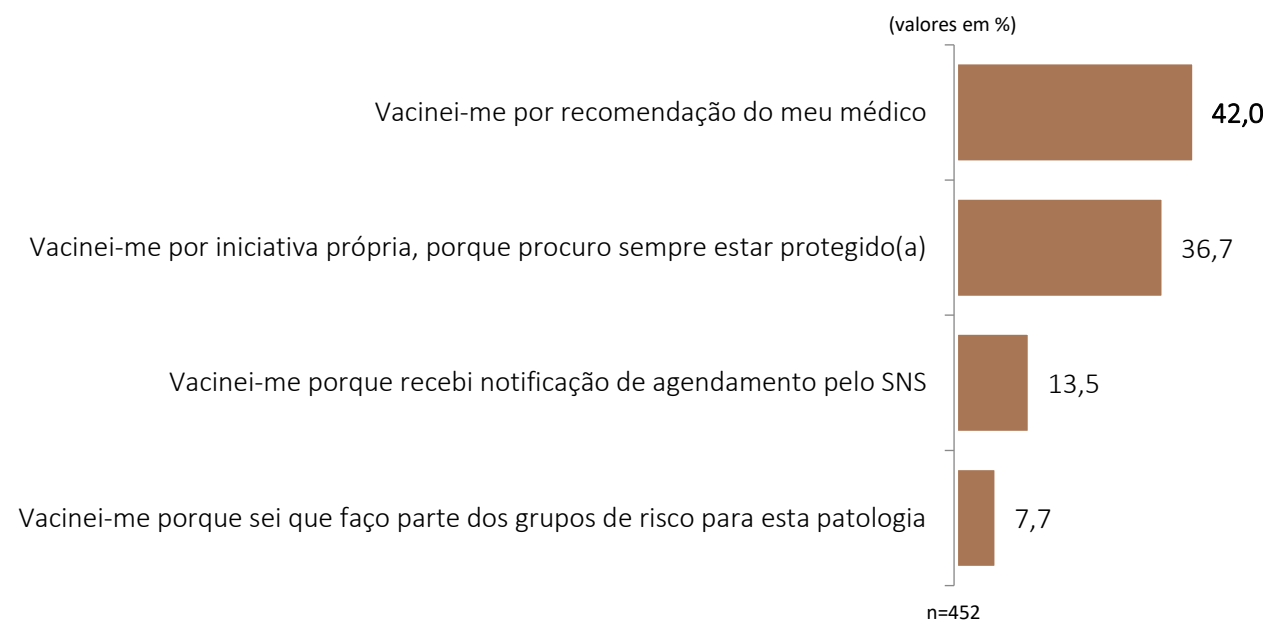 (valores em %)
Vacinei-me por recomendação do meu médico
42,0
Vacinei-me por iniciativa própria, porque procuro sempre estar protegido(a)
36,7
Vacinei-me porque recebi notificação de agendamento pelo SNS
13,5
Vacinei-me porque sei que faço parte dos grupos de risco para esta patologia
7,7
n=452